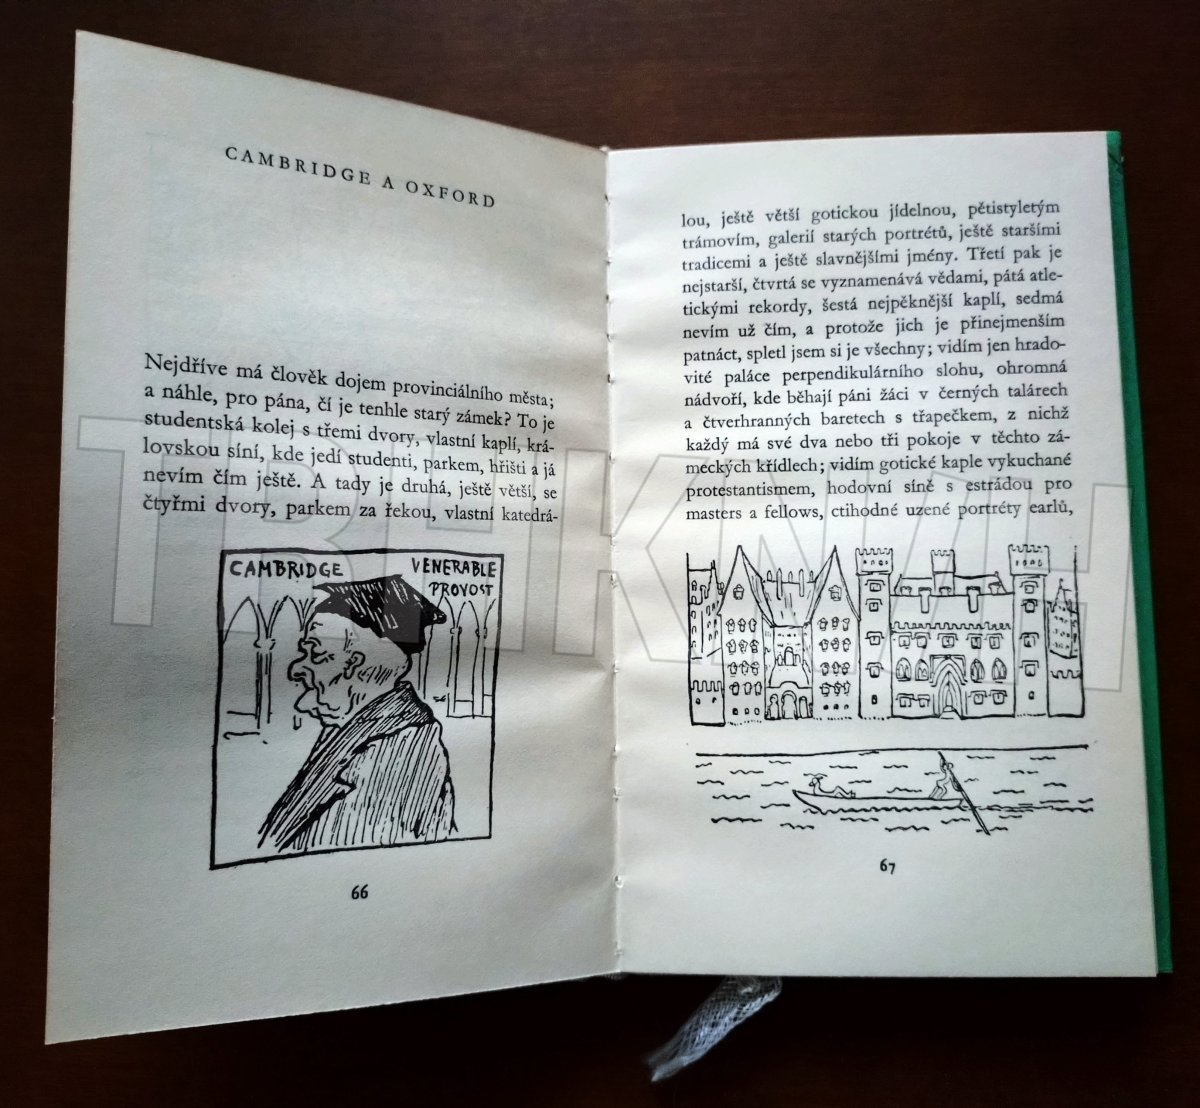 CAMBRIDGE A OXFORD
Nejdříve má člověk dojem provinciálního města;
a náhle, pro pána, čí je tenhle starý zámek? To je
studentská kolej s třemi dvory, vlastní kaplí, krá-
lovskou síní, kde jedí studenti, parkem, hřišti a já
nevím čím ještě. A tady je druhá, ještě větší, se
čtyřmi dvory, parkem za řekou, vlastní katedrá-
CAMBRIDGE
VENERABLE
PROVOST
66
lou, ještě větší gotickou jídelnou, pětistyletým
trámovím, galerií starých portrétů, ještě staršími
tradicemi a ještě slavnějšími jmény. Třetí pak je
nejstarší, čtvrtá se vyznamenává vědami, pátá atle-
tickými rekordy, šestá nejpěknější kaplí, sedmá
nevím už čím, a protože jich je přinejmenším
patnáct, spletl jsem si je všechny; vidím jen hrado-
vité paláce perpendikulárního slohu, ohromná
nádvoří, kde běhají páni žáci v černých talárech
a čtverhranných baretech s třapečkem, z nichž
každý má své dva nebo tři pokoje v těchto zá-
meckých křídlech; vidím gotické kaple vykuchané
protestantismem, hodovní síně s estrádou pro
masters a fellows, ctihodné uzené portréty earlů,
67
TRHKNIH